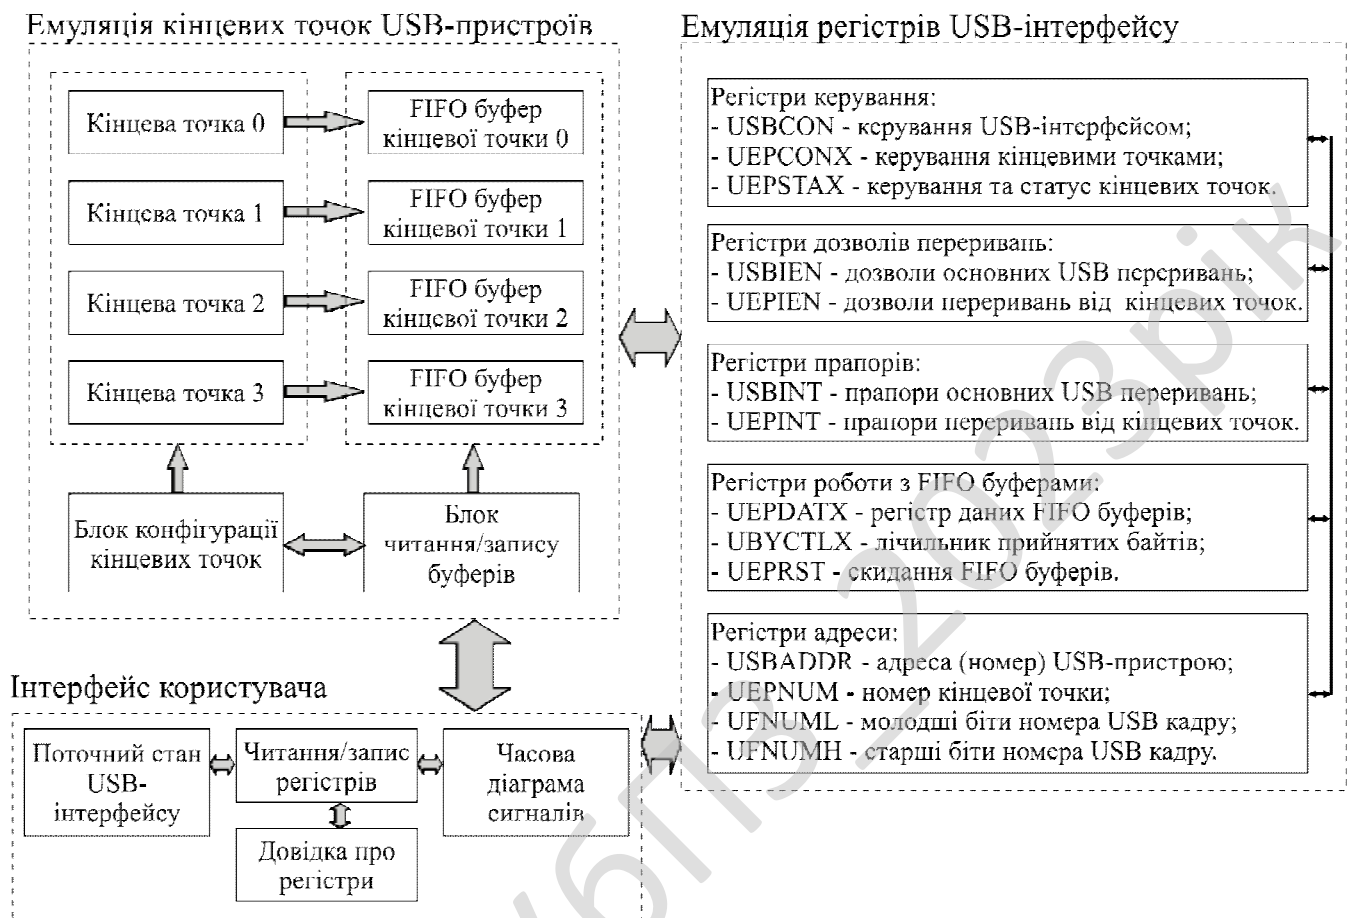 Емуляція кінцевих точок USB-пристроїв
Кінцева точка 0
FIFO буфер
кінцевої точки 0
Кінцева точка 1
FIFO буфер
кінцевої точки 1
Кінцева точка 2
FIFO буфер
кінцевої точки 2
Кінцева точка 3
FIFO буфер
кінцевої точки 3
Блок конфігурації
кінцевих точок
Блок
читання/запису
буферів
Емуляція регістрів USB-інтерфейсу
Регістри керування:
- USBCON - керування USB-інтерфейсом;
- UEPCONX - керування кінцевими точками;
- UEPSTAX - керування та статус кінцевих точок.
Регістри дозволів переривань:
- USBIEN - дозволи основних USB переривань;
- UEPIEN - дозволи переривань від кінцевих точок.
Регістри прапорів:
- USBINT - прапори основних USB переривань;
- UEPINT - прапори переривань від кінцевих точок.
Регістри роботи з FIFO буферами:
- UEPDATX - регістр даних FIFO буферів;
- UBYCTLX - лічильник прийнятих байтів;
- UEPRST - скидання FIFO буферів.
Регістри адреси:
- USBADDR - адреса (номер) USB-пристрою;
- UEPNUM - номер кінцевої точки;
- UFNUML - молодші біти номера USB кадру;
- UFNUMH - старші біти номера USB кадру.
Інтерфейс користувача
Поточний стан
USB-
інтерфейсу
Читання/запис
регістрів
Часова
діаграма
сигналів
Довідка про
регістри
2023рік